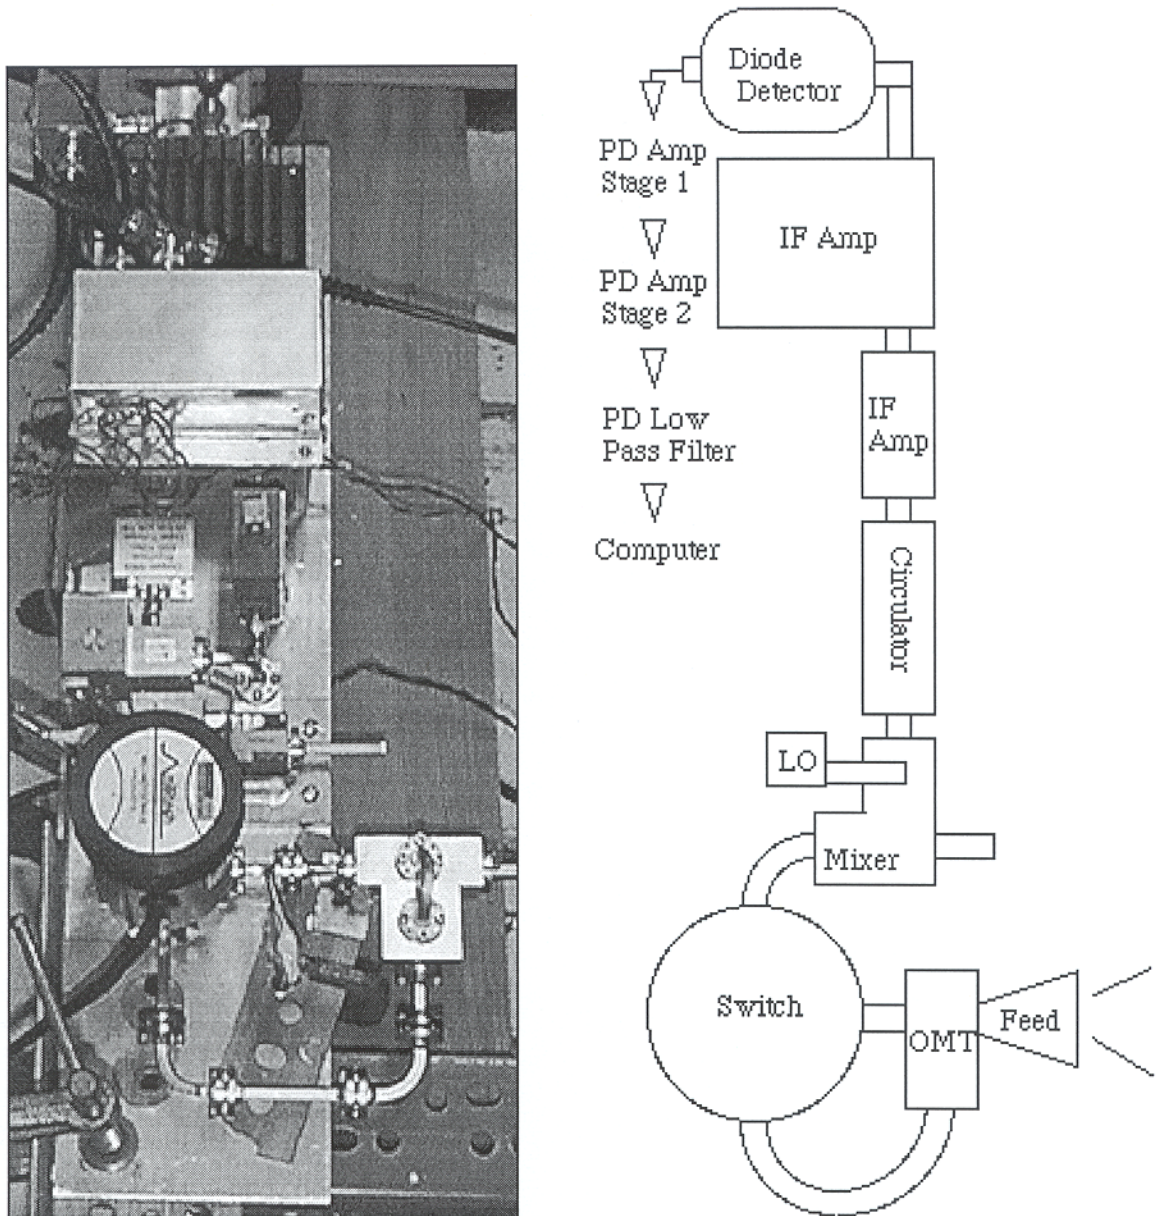 Diode
Detector
PD Amp
Stage 1
IF Amp
PD Amp
Stage 2
IF
Amp
PD Low
Pass Filter
Computer
Circulator
LO
Mixer
Switch
OMT
Feed